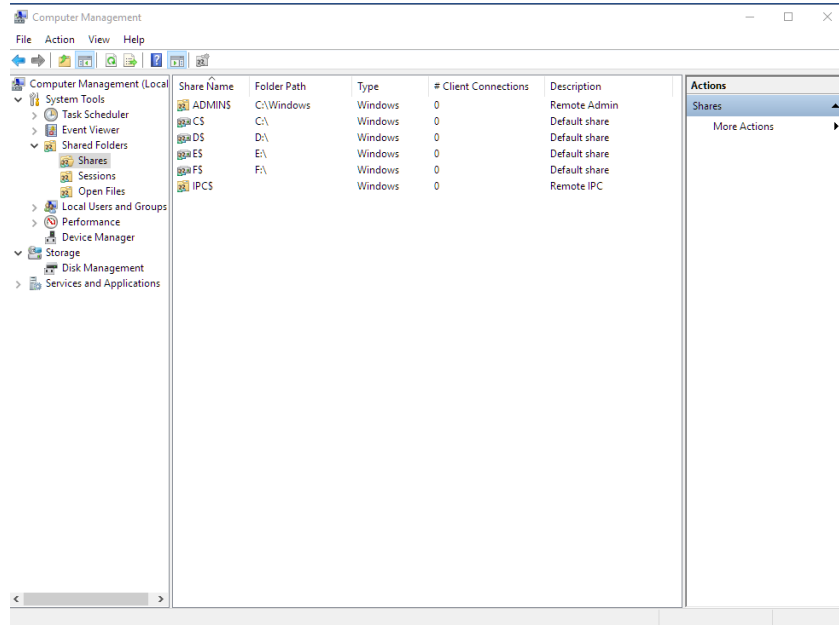 Computer Management
File Action View Help
Computer Management (Local
System Tools
Task Scheduler
Event Viewer
Shared Folders
Shares
Sessions
Open Files
Local Users and Groups
Performance
Device Manager
Storage
Disk Management
Services and Applications
Share Name Folder Path Type # Client Connections Description
ADMIN$ C:\Windows Windows 0 Remote Admin
C$ C:\ Windows 0 Default share
D$ D:\ Windows 0 Default share
E$ E:\ Windows 0 Default share
F$ F:\ Windows 0 Default share
IPC$ Windows 0 Remote IPC
Actions
Shares
More Actions